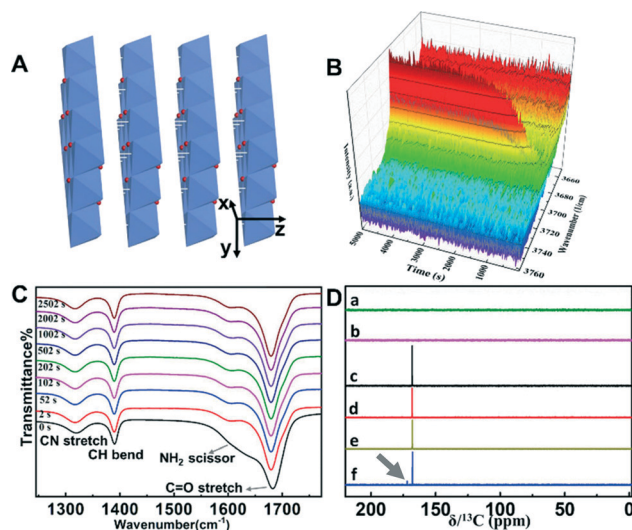 A
x
z
y
B
5000
4000
3000
2000
1000
Time (s)
3660
3680
3700
3720
3740
3760
Wavenumber (1/cm)
C
2502 s
2002 s
1002 s
502 s
202 s
102 s
52 s
2 s
0 s
CN stretch
CH bend
NH2 scissor
C=O stretch
Transmittance%
1300
1400
1500
1600
1700
Wavenumber(cm-1)
D
a
b
c
d
e
f
200
150
100
50
0
δ/13C (ppm)